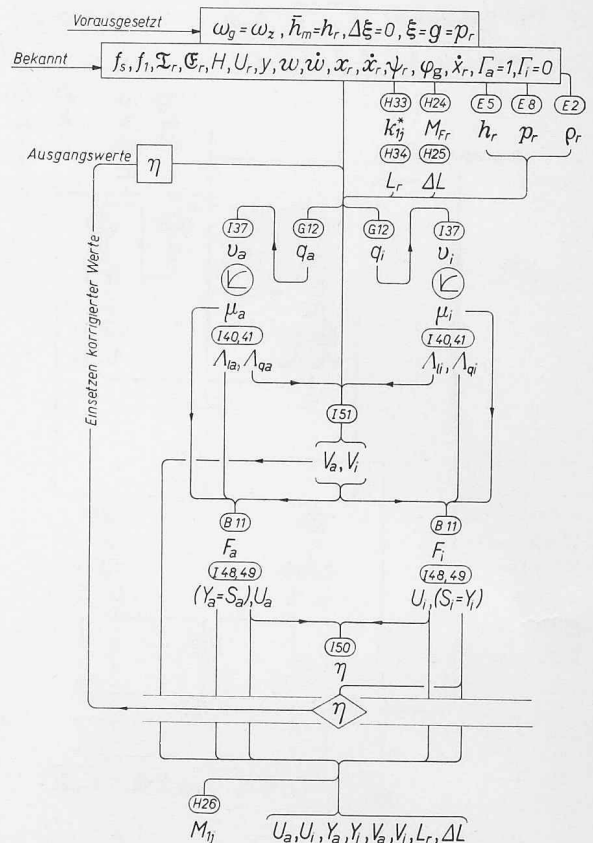 Vorausgesetzt
ω_g = ω_z, h̄_m = h_r, Δξ = 0, ξ = g = p_r
Bekannt
f_s, f_1, 𝔗_r, 𝔈_r, H, U_r, y, w, ẇ, x_r, ẋ_r, ψ_r, φ_g, ẋ_r, Γ_a = 1, Γ_i = 0
H33 H24 E5 E8 E2
k*_1j M_Fr h_r p_r ρ_r
H34 H25
Ausgangswerte η
L_r ΔL
I37 G12 G12 I37
υ_a q_a q_i υ_i
μ_a μ_i
I40,41 I40,41
Λ_la, Λ_qa Λ_li, Λ_qi
Einsetzen korrigierter Werte
I51
V_a, V_i
B11 B11
F_a F_i
I48,49 I48,49
(Y_a = S_a), U_a U_i, (S_i = Y_i)
I50
η
η
H26
M_1j U_a, U_i, Y_a, Y_i, V_a, V_i, L_r, ΔL